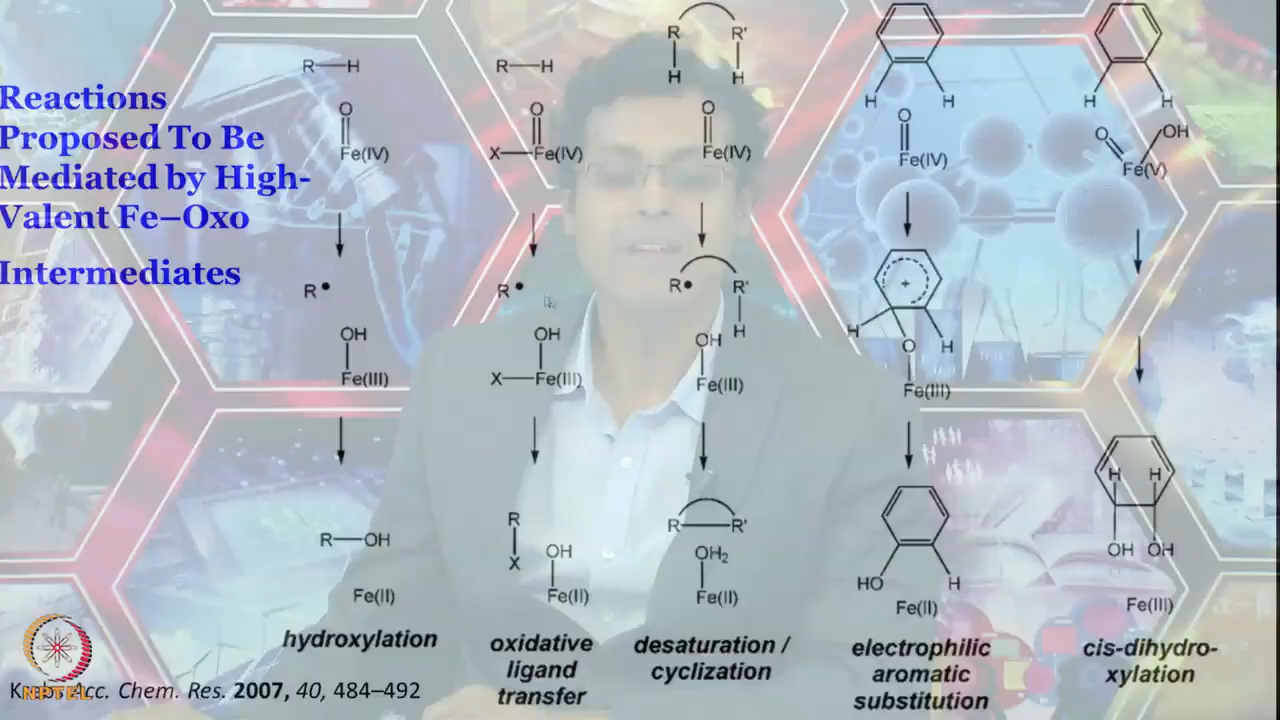 Reactions
Proposed To Be
Mediated by High-
Valent Fe–Oxo
Intermediates
R—H
O
Fe(IV)
R•
OH
Fe(III)
R—OH
Fe(II)
hydroxylation
R—H
O
X—Fe(IV)
R•
OH
X—Fe(III)
R
X
OH
Fe(II)
oxidative
ligand
transfer
R R'
H H
O
Fe(IV)
R• R'
H
OH
Fe(III)
R—R'
OH2
Fe(II)
desaturation /
cyclization
H H
O
Fe(IV)
+
H H
O
Fe(III)
HO H
Fe(II)
electrophilic
aromatic
substitution
H H
O OH
Fe(V)
H H
OH OH
Fe(III)
cis-dihydro-
xylation
Acc. Chem. Res. 2007, 40, 484–492
NPTEL